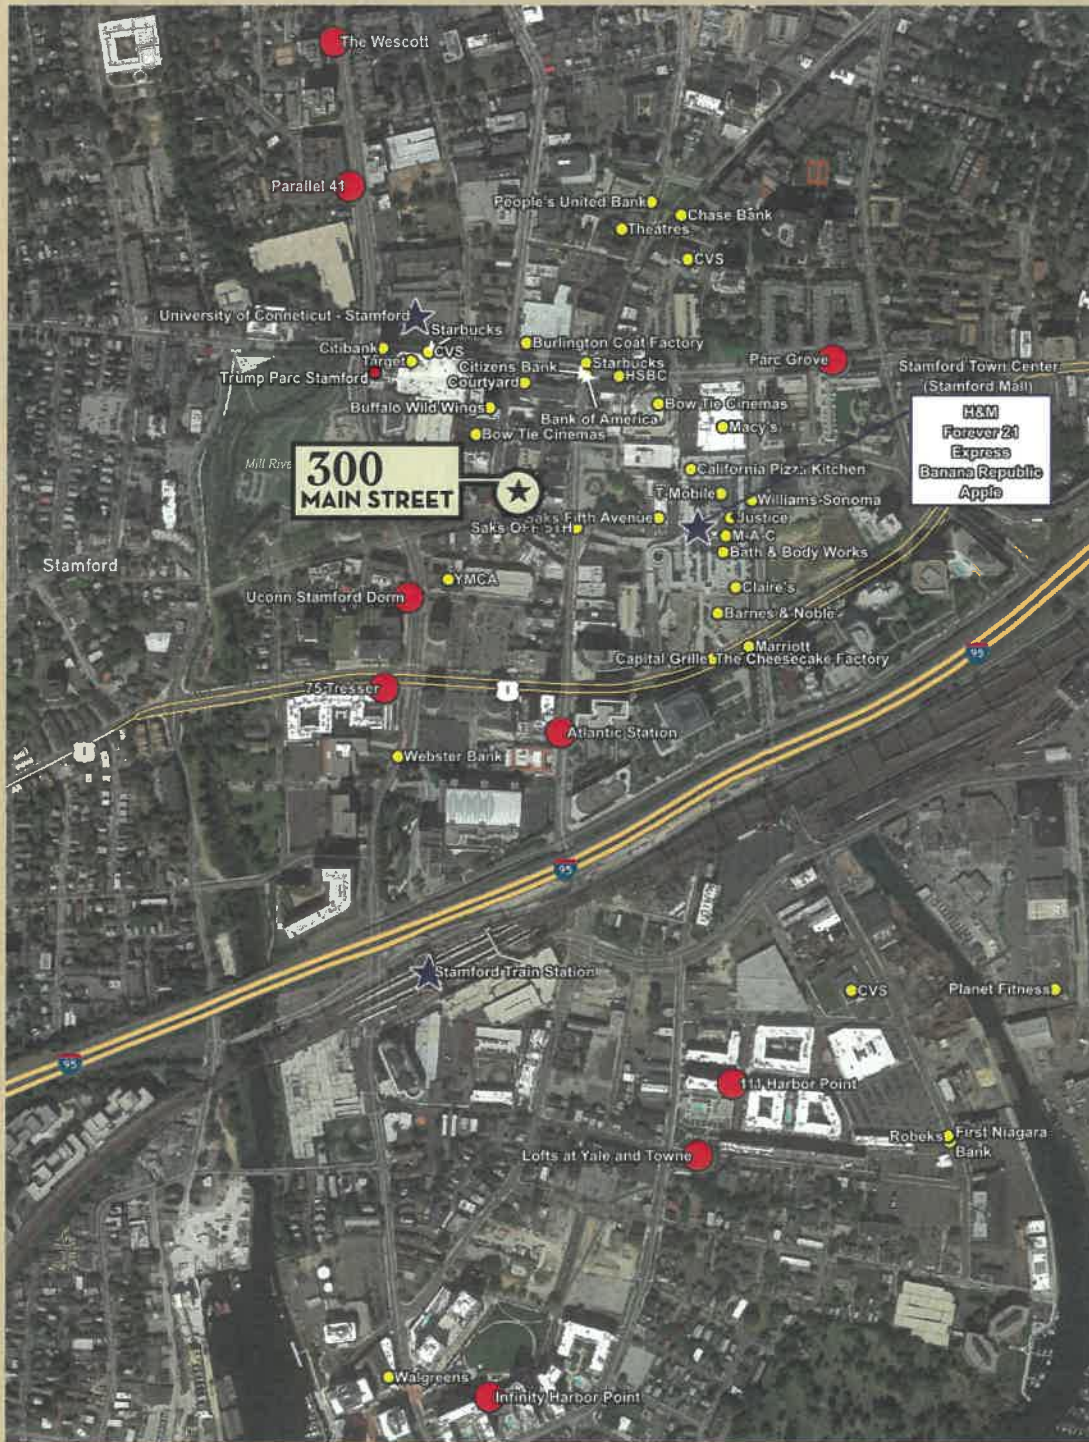 The Wescott
Parallel 41
People's United Bank
Chase Bank
Theatres
CVS
University of Conneticut - Stamford
Starbucks
Citibank
CVS
Target
Trump Parc Stamford
Burlington Coat Factory
Citizens Bank
Starbucks
HSBC
Courtyard
Parc Grove
Stamford Town Center
(Stamford Mall)
H&M
Forever 21
Express
Banana Republic
Apple
Buffalo Wild Wings
Bank of America
Bow Tie Cinemas
Macy's
Bow Tie Cinemas
Mill Rive
300
MAIN STREET
California Pizza Kitchen
T-Mobile
Williams-Sonoma
Saks Fifth Avenue
Justice
Saks OFF 5TH
M-A-C
Bath & Body Works
Stamford
YMCA
Uconn Stamford Dorm
Claire's
Barnes & Noble
Marriott
Capital Grille
The Cheesecake Factory
95
75 Tresser
1
Atlantic Station
1
Webster Bank
95
Stamford Train Station
CVS
Planet Fitness
95
111 Harbor Point
Robeks
First Niagara
Bank
Lofts at Yale and Towne
Walgreens
Infinity Harbor Point